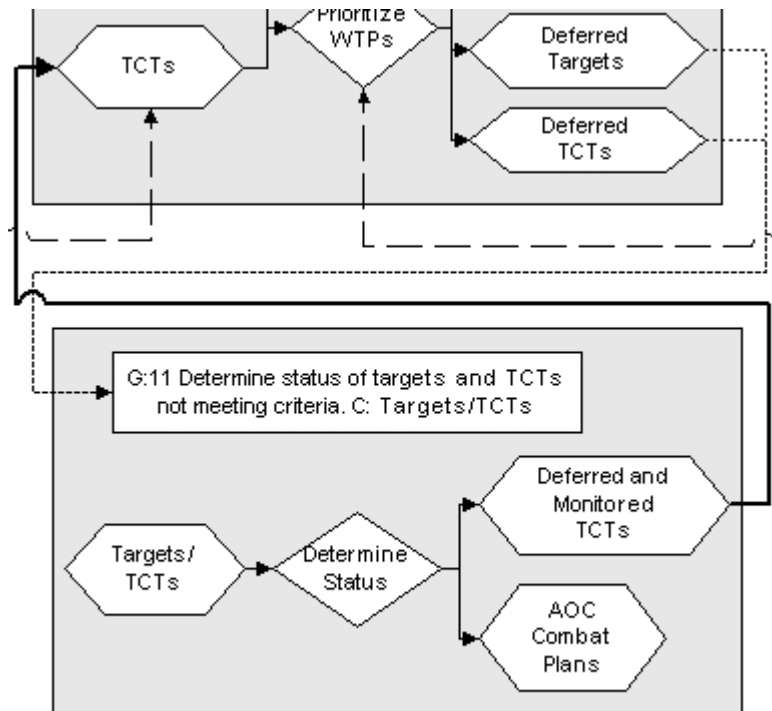 Prioritize
WTPs
TCTs
Deferred
Targets
Deferred
TCTs
G:11 Determine status of targets and TCTs
not meeting criteria. C: Targets/TCTs
Deferred and
Monitored
TCTs
Targets/
TCTs
Determine
Status
AOC
Combat
Plans